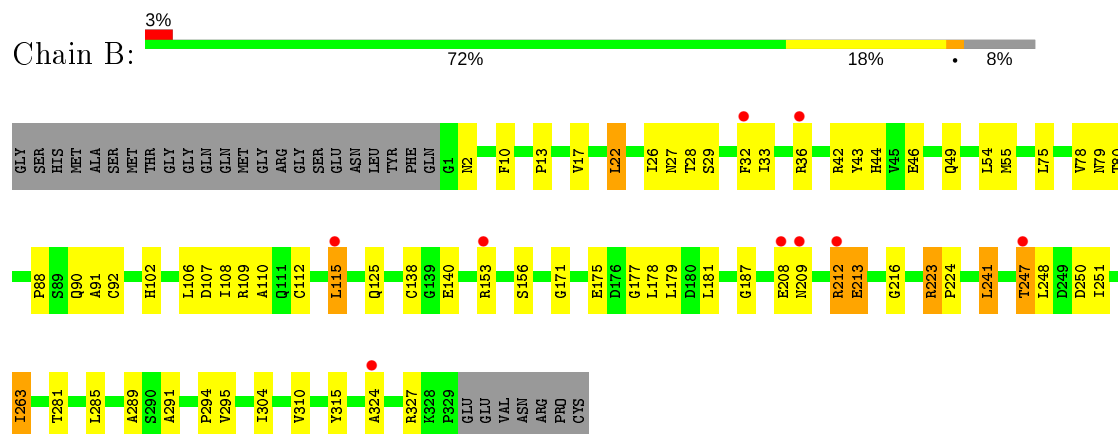 3%
Chain B:
72% 18% • 8%
GLY SER HIS MET ALA SER MET THR GLY GLY GLN GLN MET GLY ARG GLY SER GLU ASN LEU TYR PHE GLN G1 N2 F10 P13 V17 L22 I26 N27 T28 S29 F32 I33 R36 R42 Y43 H44 V45 E46 Q49 L54 M55 L75 V78 N79 T80
P88 S89 Q90 A91 C92 H102 L106 D107 I108 R109 A110 Q111 C112 L115 Q125 C138 G139 E140 R153 S156 G171 E175 D176 G177 L178 L179 D180 L181 G187 E208 N209 R212 E213 G216 R223 P224 L241 T247 L248 D249 D250 I251
I263 T281 L285 A289 S290 A291 P294 V295 I304 V310 Y315 A324 R327 K328 P329 GLU GLU VAL ASN ARG PRO CYS